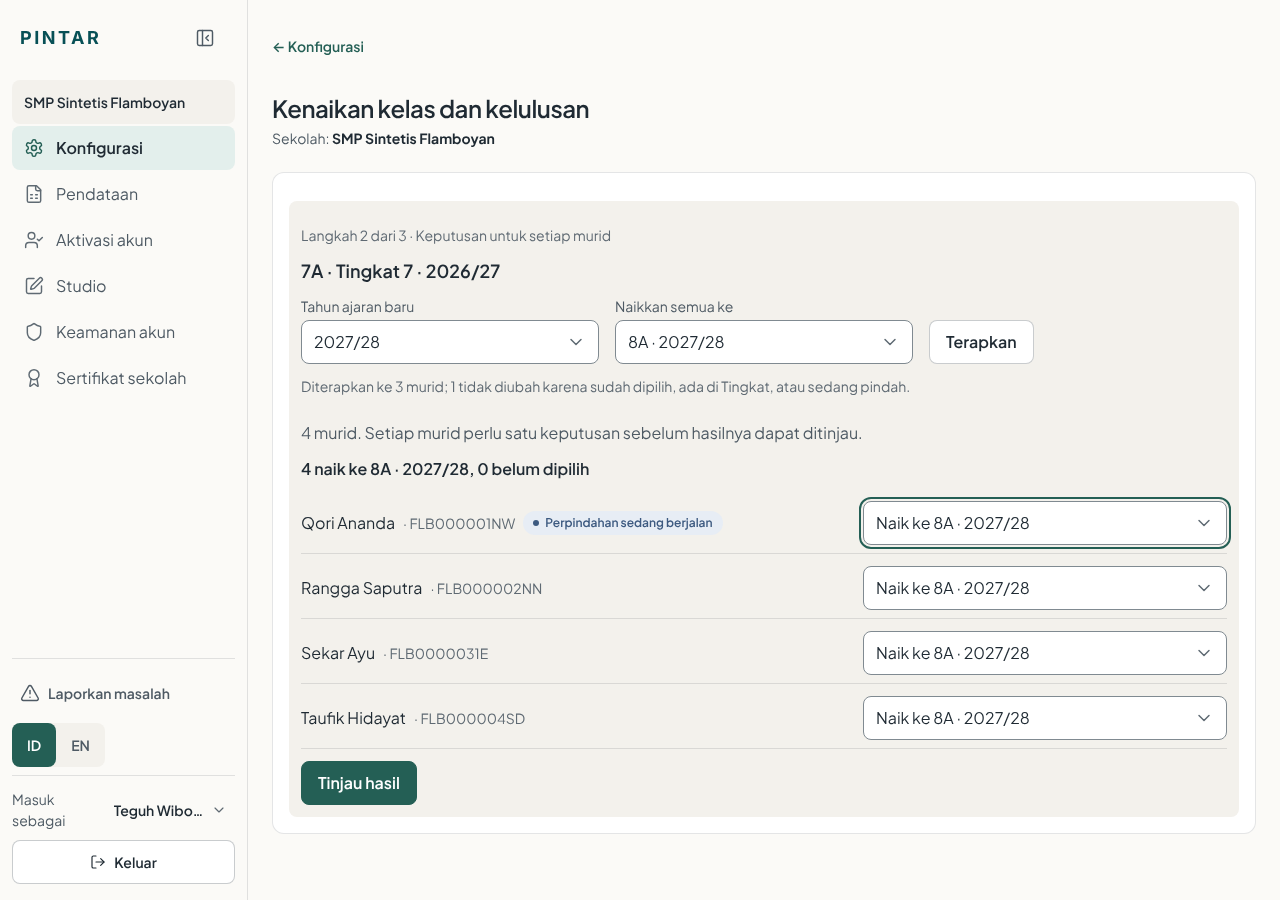 PINTAR
SMP Sintetis Flamboyan
Konfigurasi
Pendataan
Aktivasi akun
Studio
Keamanan akun
Sertifikat sekolah
Laporkan masalah
ID EN
Masuk sebagai
Teguh Wibo...
Keluar
← Konfigurasi
Kenaikan kelas dan kelulusan
Sekolah: SMP Sintetis Flamboyan
Langkah 2 dari 3 · Keputusan untuk setiap murid
7A · Tingkat 7 · 2026/27
Tahun ajaran baru Naikkan semua ke
2027/28 8A · 2027/28 Terapkan
Diterapkan ke 3 murid; 1 tidak diubah karena sudah dipilih, ada di Tingkat, atau sedang pindah.
4 murid. Setiap murid perlu satu keputusan sebelum hasilnya dapat ditinjau.
4 naik ke 8A · 2027/28, 0 belum dipilih
Qori Ananda · FLB000001NW Perpindahan sedang berjalan Naik ke 8A · 2027/28
Rangga Saputra · FLB000002NN Naik ke 8A · 2027/28
Sekar Ayu · FLB0000031E Naik ke 8A · 2027/28
Taufik Hidayat · FLB000004SD Naik ke 8A · 2027/28
Tinjau hasil